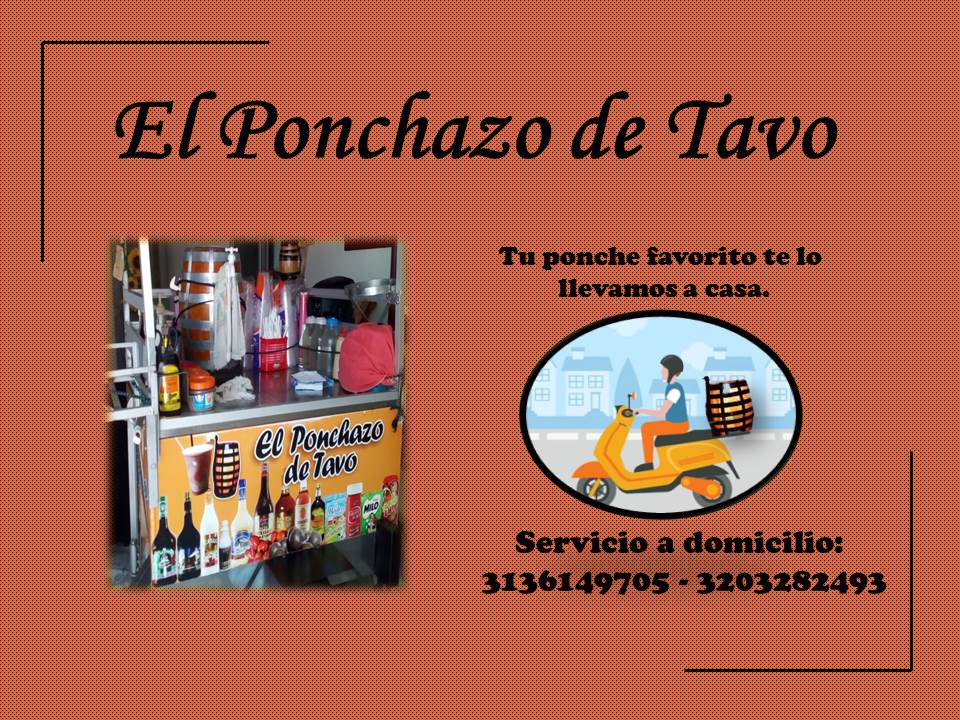 El Ponchazo de Tavo
Tu ponche favorito te lo
llevamos a casa.
El Ponchazo
de Tavo
MILO
Servicio a domicilio:
3136149705 - 3203282493